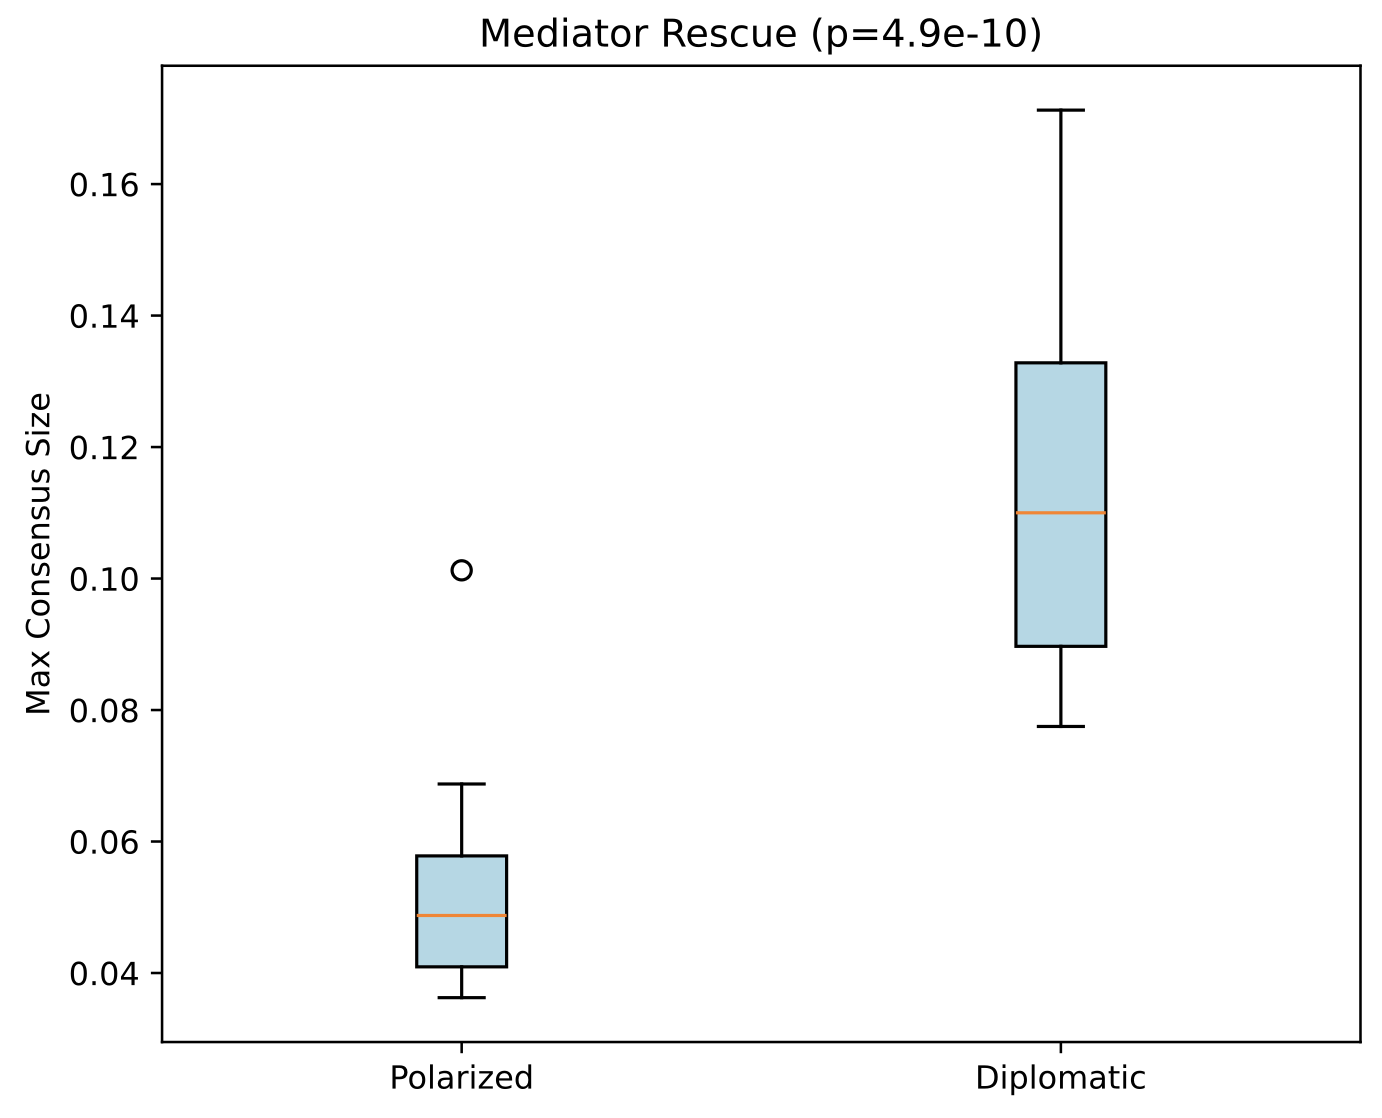 Mediator Rescue (p=4.9e-10)
Max Consensus Size
0.16
0.14
0.12
0.10
0.08
0.06
0.04
Polarized
Diplomatic